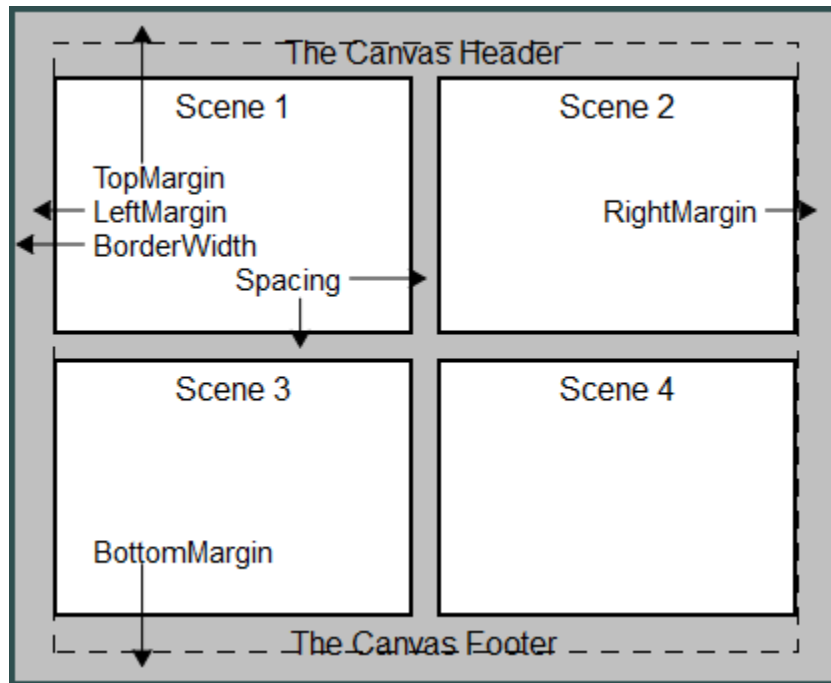 The Canvas Header
Scene 1
Scene 2
TopMargin
LeftMargin
RightMargin
BorderWidth
Spacing
Scene 3
Scene 4
BottomMargin
The Canvas Footer